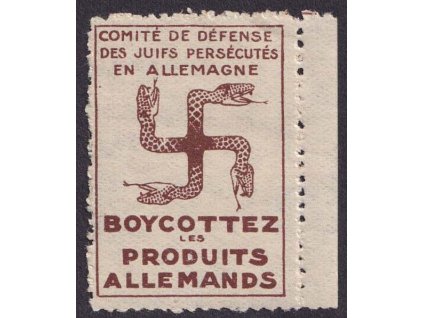 COMITÉ DE DÉFENSE
DES JUIFS PERSÉCUTÉS
EN ALLEMAGNE
BOYCOTTEZ
LES
PRODUITS
ALLEMANDS